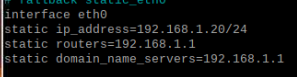 # fallback static_eth0
interface eth0
static ip_address=192.168.1.20/24
static routers=192.168.1.1
static domain_name_servers=192.168.1.1